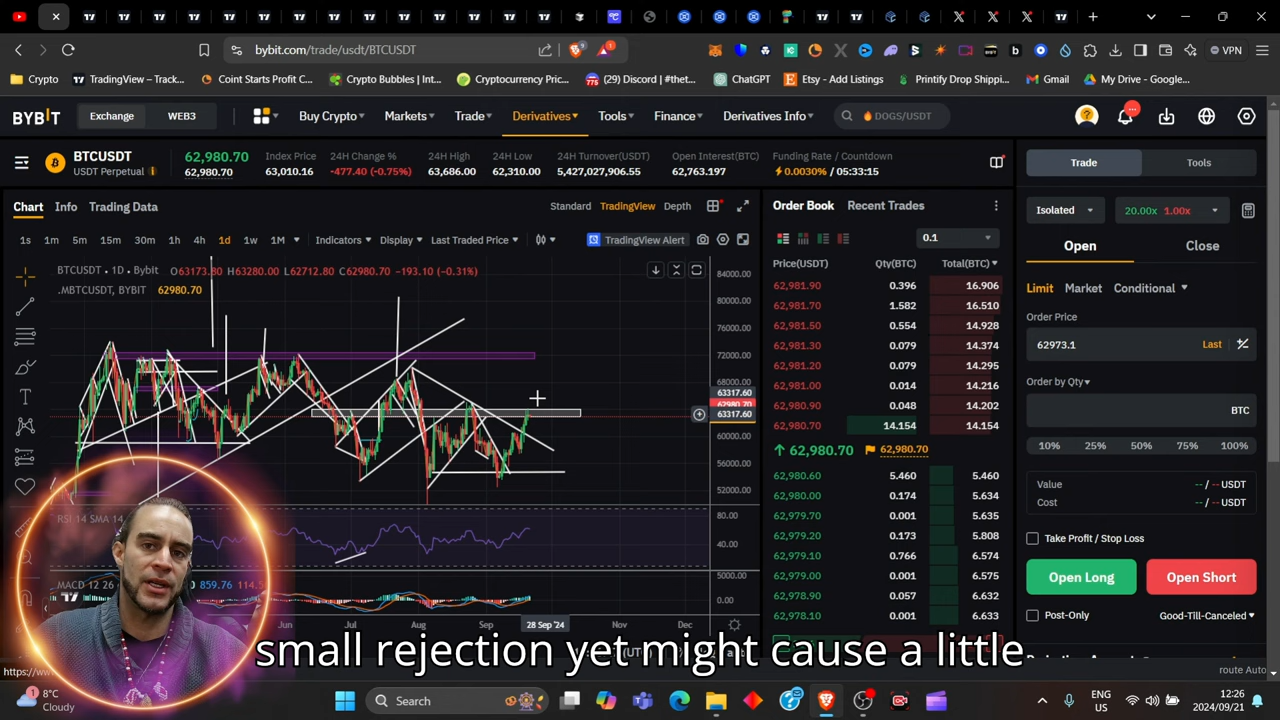 bybit.com/trade/usdt/BTCUSDT
VPN
Crypto
TradingView – Track...
Coint Starts Profit C...
Crypto Bubbles | Int...
Cryptocurrency Pric...
(29) Discord | #thet...
ChatGPT
Etsy - Add Listings
Printify Drop Shippi...
Gmail
My Drive - Google...
BYBIT
Exchange
WEB3
Buy Crypto
Markets
Trade
Derivatives
Tools
Finance
Derivatives Info
DOGS/USDT
BTCUSDT
USDT Perpetual
62,980.70
62,980.70
Index Price
63,010.16
24H Change %
-477.40 (-0.75%)
24H High
63,686.00
24H Low
62,310.00
24H Turnover(USDT)
5,427,027,906.55
Open Interest(BTC)
62,763.197
Funding Rate / Countdown
0.0030% / 05:33:15
Chart
Info
Trading Data
Standard
TradingView
Depth
1s
1m
5m
15m
30m
1h
4h
1d
1w
1M
Indicators
Display
Last Traded Price
TradingView Alert
BTCUSDT · 1D · Bybit O63173.80 H63280.00 L62712.80 C62980.70 -193.10 (-0.31%)
.MBTCUSDT, BYBIT 62980.70
84000.00
80000.00
76000.00
72000.00
68000.00
63317.60
62980.70
63317.60
60000.00
56000.00
52000.00
RSI 14 SMA 14
80.00
40.00
MACD 12 26
859.76
114.5
5000.00
0.00
Jun
Jul
Aug
Sep
28 Sep '24
Nov
Dec
Order Book
Recent Trades
0.1
Price(USDT)
Qty(BTC)
Total(BTC)
62,981.90 0.396 16.906
62,981.70 1.582 16.510
62,981.50 0.554 14.928
62,981.30 0.079 14.374
62,981.20 0.079 14.295
62,981.00 0.014 14.216
62,980.90 0.048 14.202
62,980.80 14.154 14.154
62,980.70
62,980.70
62,980.60 5.460 5.460
62,980.00 0.174 5.634
62,979.70 0.001 5.635
62,979.20 0.173 5.808
62,979.10 0.766 6.574
62,979.00 0.001 6.575
62,978.90 0.057 6.632
62,978.10 0.001 6.633
Trade
Tools
Isolated
20.00x 1.00x
Open
Close
Limit
Market
Conditional
Order Price
62973.1
Last
Order by Qty
BTC
10%
25%
50%
75%
100%
Value
-- / -- USDT
Cost
-- / -- USDT
Take Profit / Stop Loss
Open Long
Open Short
Post-Only
Good-Till-Canceled
small rejection yet might cause a little
route Auto
8°C
Cloudy
Search
ENG
US
12:26
2024/09/21